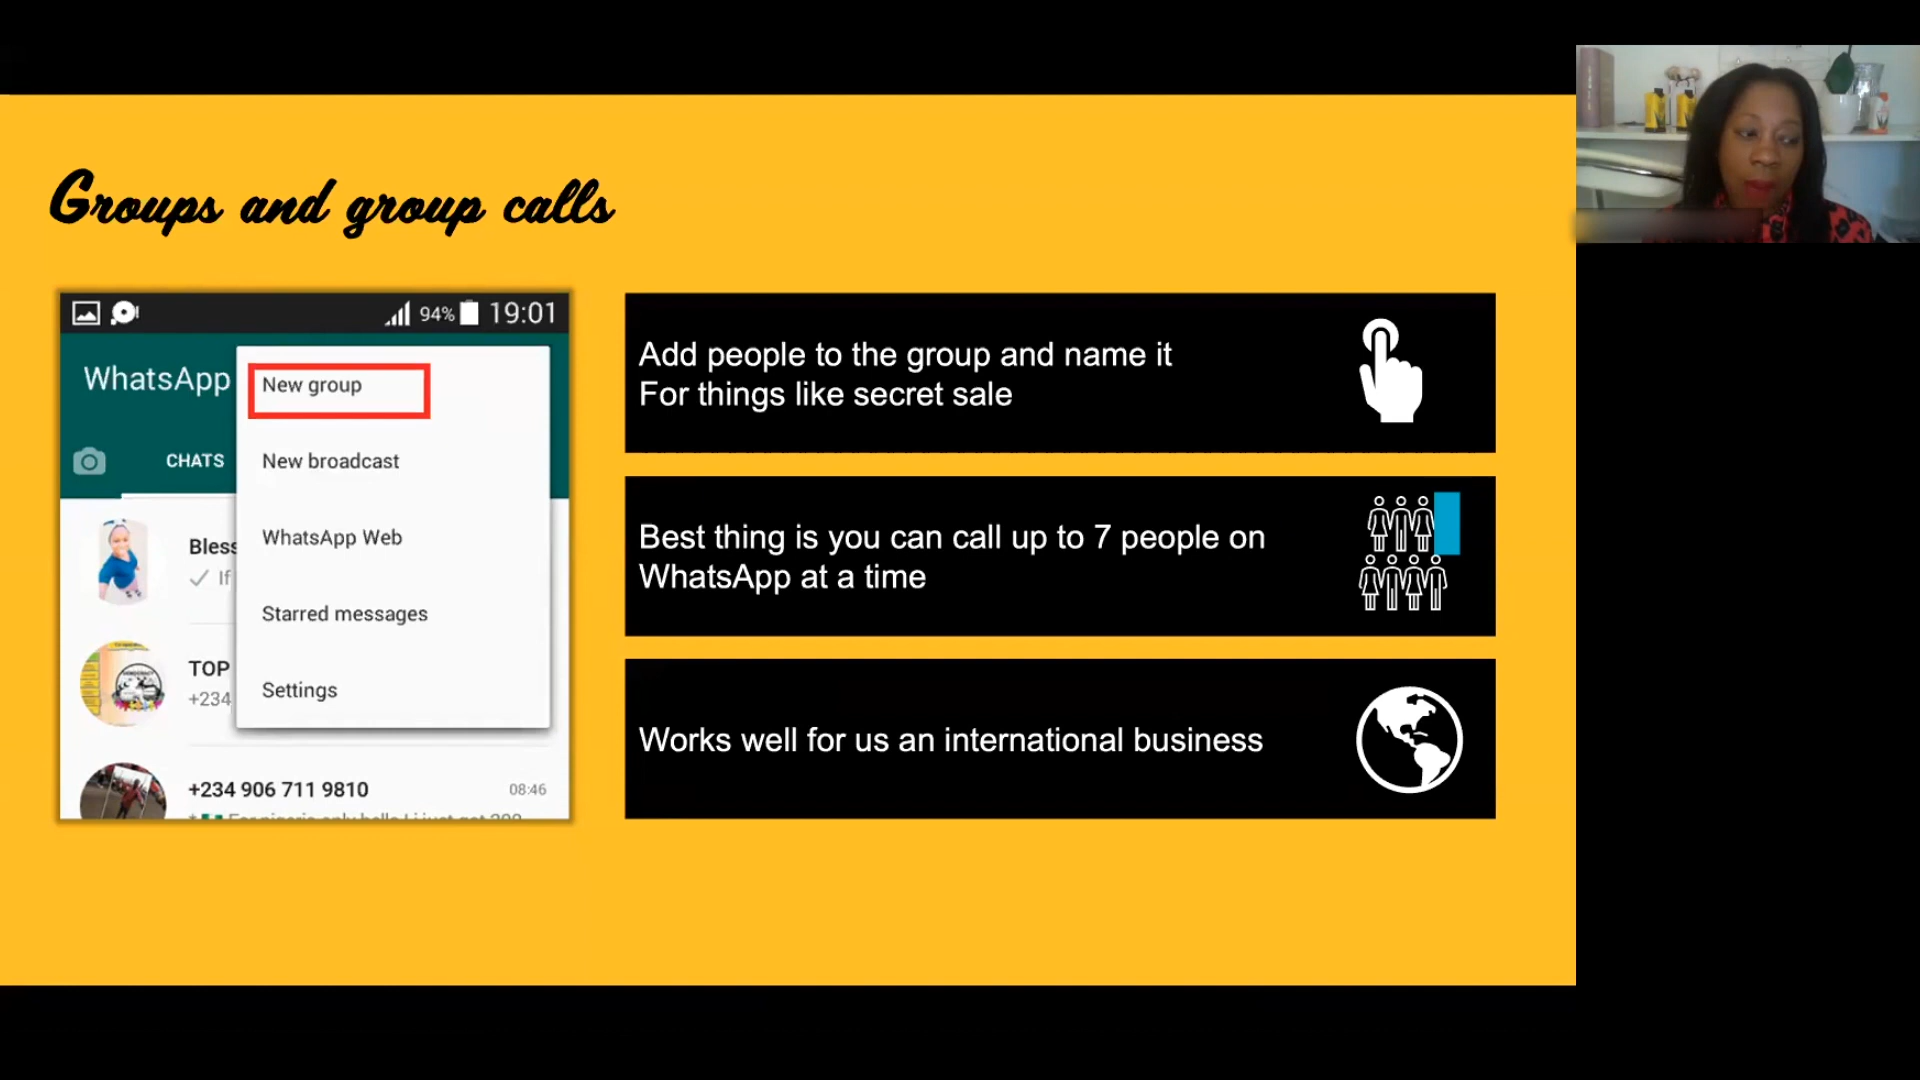 Groups and group calls
94% 19:01
WhatsApp
New group
CHATS
New broadcast
WhatsApp Web
Bless
If
Starred messages
TOP
+234
Settings
+234 906 711 9810
08:46
Add people to the group and name it
For things like secret sale
Best thing is you can call up to 7 people on
WhatsApp at a time
Works well for us an international business